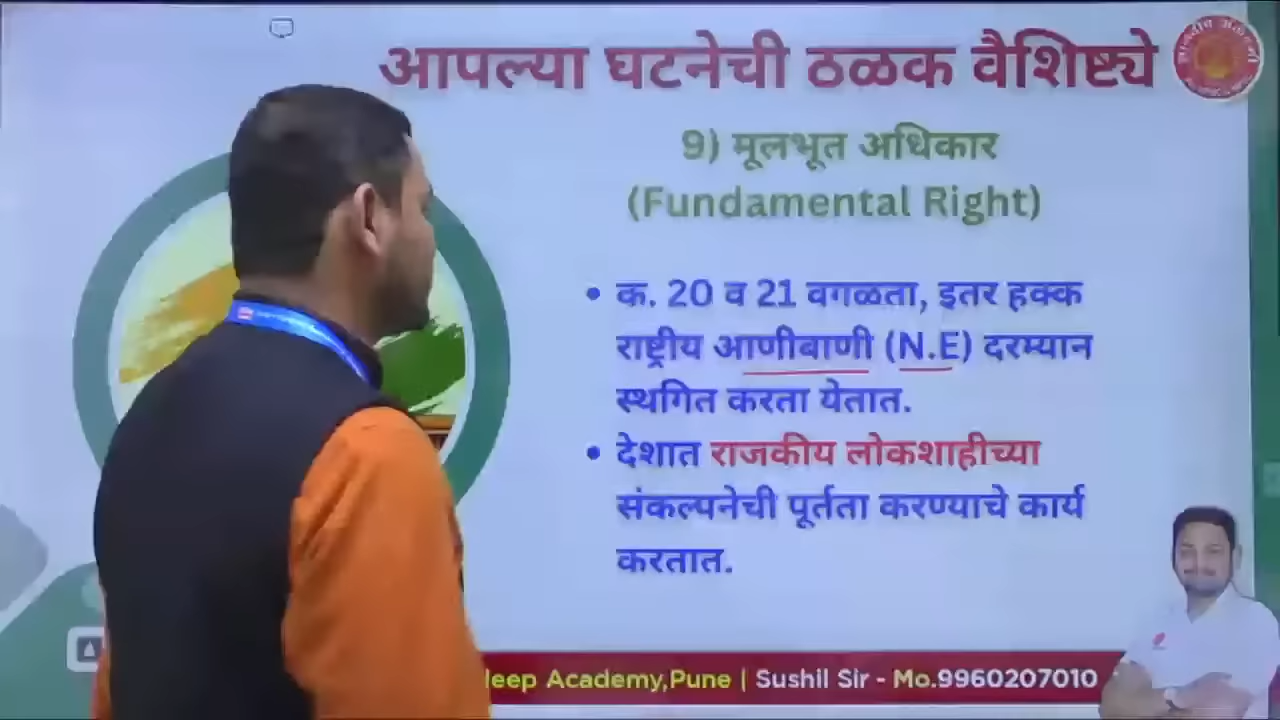 आपल्या घटनेची ठळक वैशिष्ट्ये
9) मूलभूत अधिकार
(Fundamental Right)
• क. 20 व 21 वगळता, इतर हक्क
राष्ट्रीय आणीबाणी (N.E) दरम्यान
स्थगित करता येतात.
• देशात राजकीय लोकशाहीच्या
संकल्पनेची पूर्तता करण्याचे कार्य
करतात.
deep Academy,Pune | Sushil Sir - Mo.9960207010